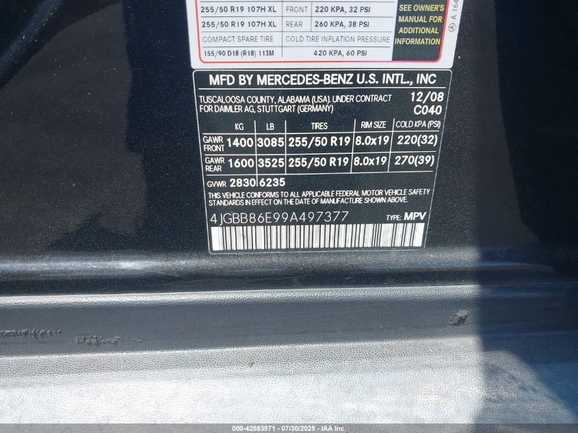 255/50 R19 107H XL FRONT 220 KPA, 32 PSI
255/50 R19 107H XL REAR 260 KPA, 38 PSI
COMPACT SPARE TIRE COLD TIRE INFLATION PRESSURE
155/90 D18 (R18) 113M 420 KPA, 60 PSI
SEE OWNER'S
MANUAL FOR
ADDITIONAL
INFORMATION
MFD BY MERCEDES-BENZ U.S. INTL., INC
TUSCALOOSA COUNTY, ALABAMA (USA) UNDER CONTRACT 12/08
FOR DAIMLER AG, STUTTGART (GERMANY) C040
KG LB TIRES RIM SIZE COLD KPA (PSI)
GAWR FRONT 1400 3085 255/50 R19 8.0x19 220(32)
GAWR REAR 1600 3525 255/50 R19 8.0x19 270(39)
GVWR 2830 6235
THIS VEHICLE CONFORMS TO ALL APPLICABLE FEDERAL MOTOR VEHICLE SAFETY
STANDARDS IN EFFECT ON THE DATE OF MANUFACTURE SHOWN ABOVE.
4JGBB86E99A497377 TYPE: MPV
07/30/2025 - IAA Inc.